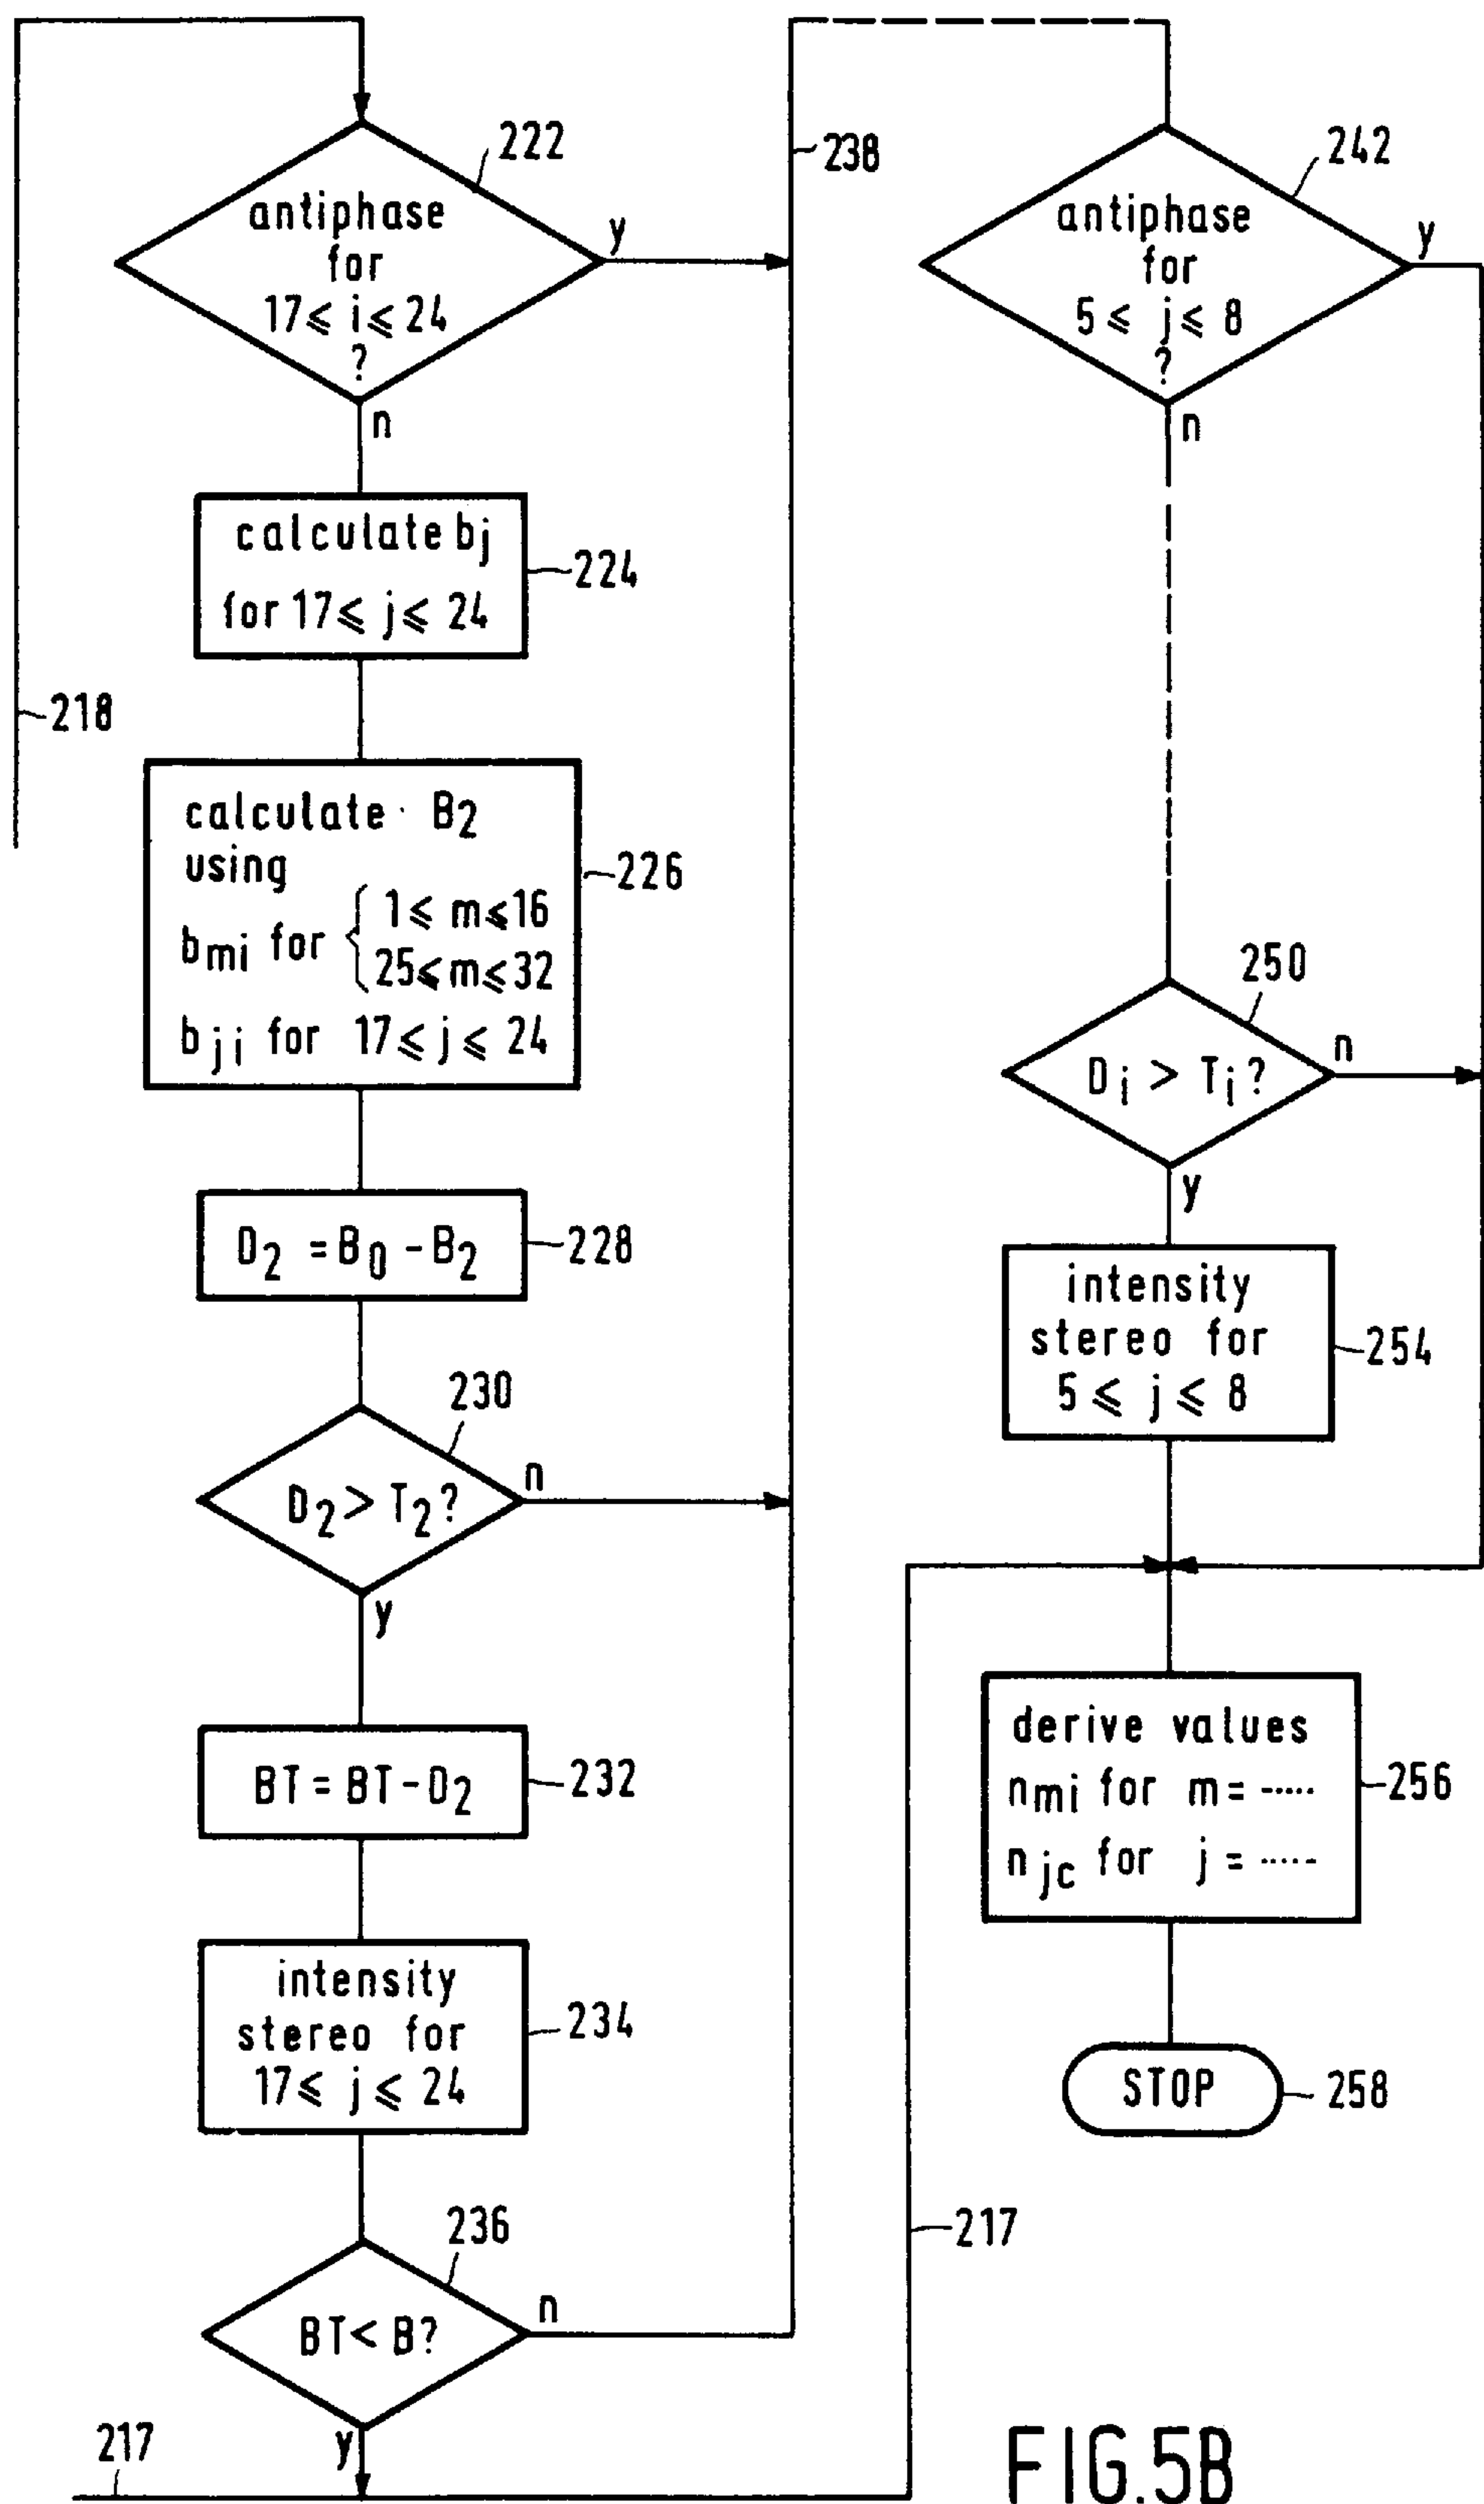 222
antiphase
for
17⩽ i⩽ 24
?
y
n
calculate bj
for 17⩽ j⩽ 24
224
218
calculate B2
using
bmi for { 1⩽ m⩽16
25⩽m⩽32
bji for 17⩽ j⩽ 24
226
D2 =B0 -B2
228
230
D2> T2?
n
y
BT= BT-D2
232
intensity
stereo for
17⩽ j ⩽ 24
234
236
BT< B?
n
y
217
238
242
antiphase
for
5 ⩽ j⩽ 8
?
y
n
250
Di > Ti?
n
y
intensity
stereo for
5 ⩽ j ⩽ 8
254
derive values
nmi for m= .....
njc for j = .....
256
STOP
258
217
FIG.5B